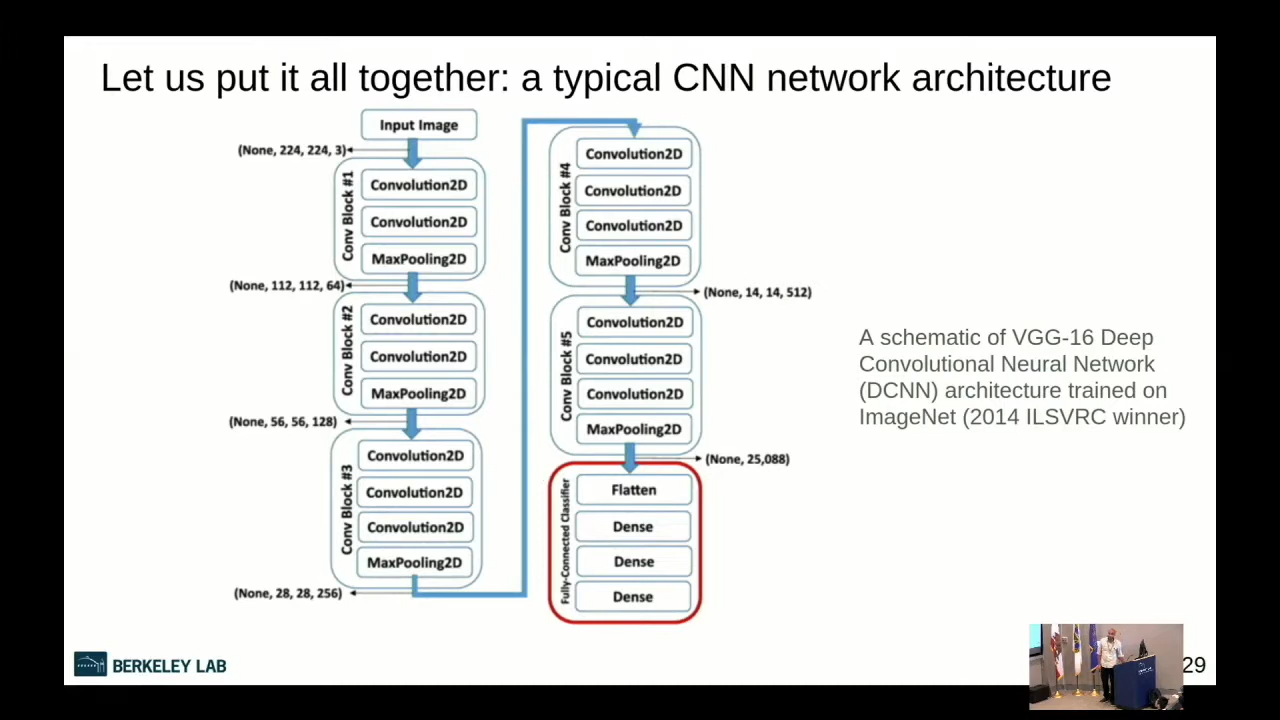 Let us put it all together: a typical CNN network architecture
Input Image
(None, 224, 224, 3)
Conv Block #1
Convolution2D
Convolution2D
MaxPooling2D
(None, 112, 112, 64)
Conv Block #2
Convolution2D
Convolution2D
MaxPooling2D
(None, 56, 56, 128)
Conv Block #3
Convolution2D
Convolution2D
Convolution2D
MaxPooling2D
(None, 28, 28, 256)
Conv Block #4
Convolution2D
Convolution2D
Convolution2D
MaxPooling2D
(None, 14, 14, 512)
Conv Block #5
Convolution2D
Convolution2D
Convolution2D
MaxPooling2D
(None, 25,088)
Fully-Connected Classifier
Flatten
Dense
Dense
Dense
A schematic of VGG-16 Deep
Convolutional Neural Network
(DCNN) architecture trained on
ImageNet (2014 ILSVRC winner)
BERKELEY LAB
29